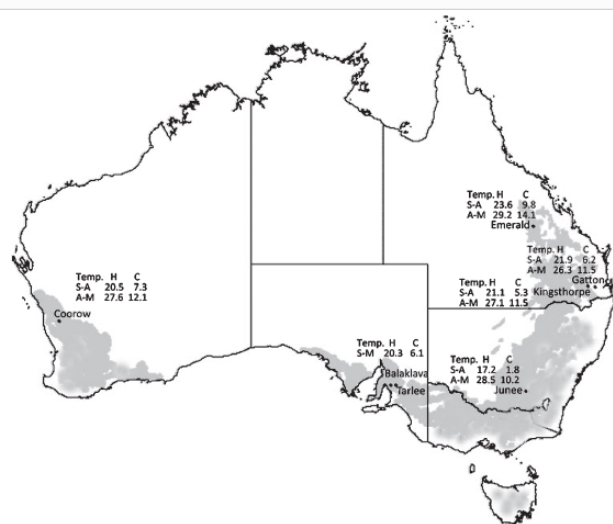 Temp. H C
S-A 23.6 9.8
A-M 29.2 14.1
Emerald
Temp. H C
S-A 21.9 6.2
A-M 26.3 11.5
Gatton
Kingsthorpe
Temp. H C
S-A 21.1 5.3
A-M 27.1 11.5
Temp. H C
S-A 20.5 7.3
A-M 27.6 12.1
Coorow
Temp. H C
S-M 20.3 6.1
Balaklava
Tarlee
Temp. H C
S-A 17.2 1.8
A-M 28.5 10.2
Junee